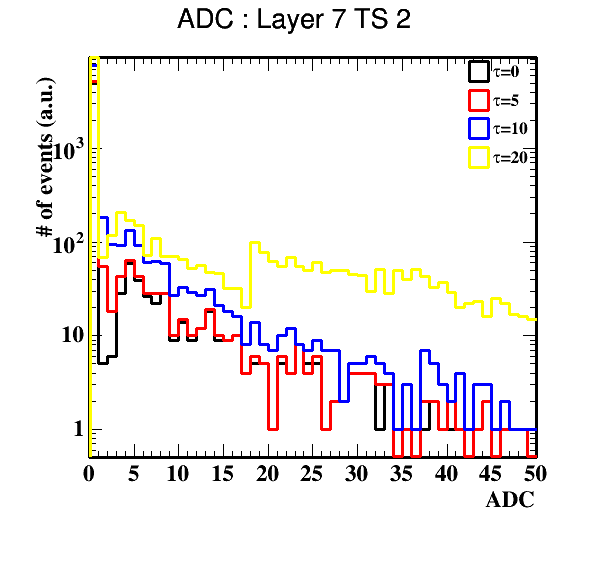 ADC : Layer 7 TS 2
# of events (a.u.)
τ=0
τ=5
τ=10
τ=20
10³
10²
10
1
0 5 10 15 20 25 30 35 40 45 50
ADC